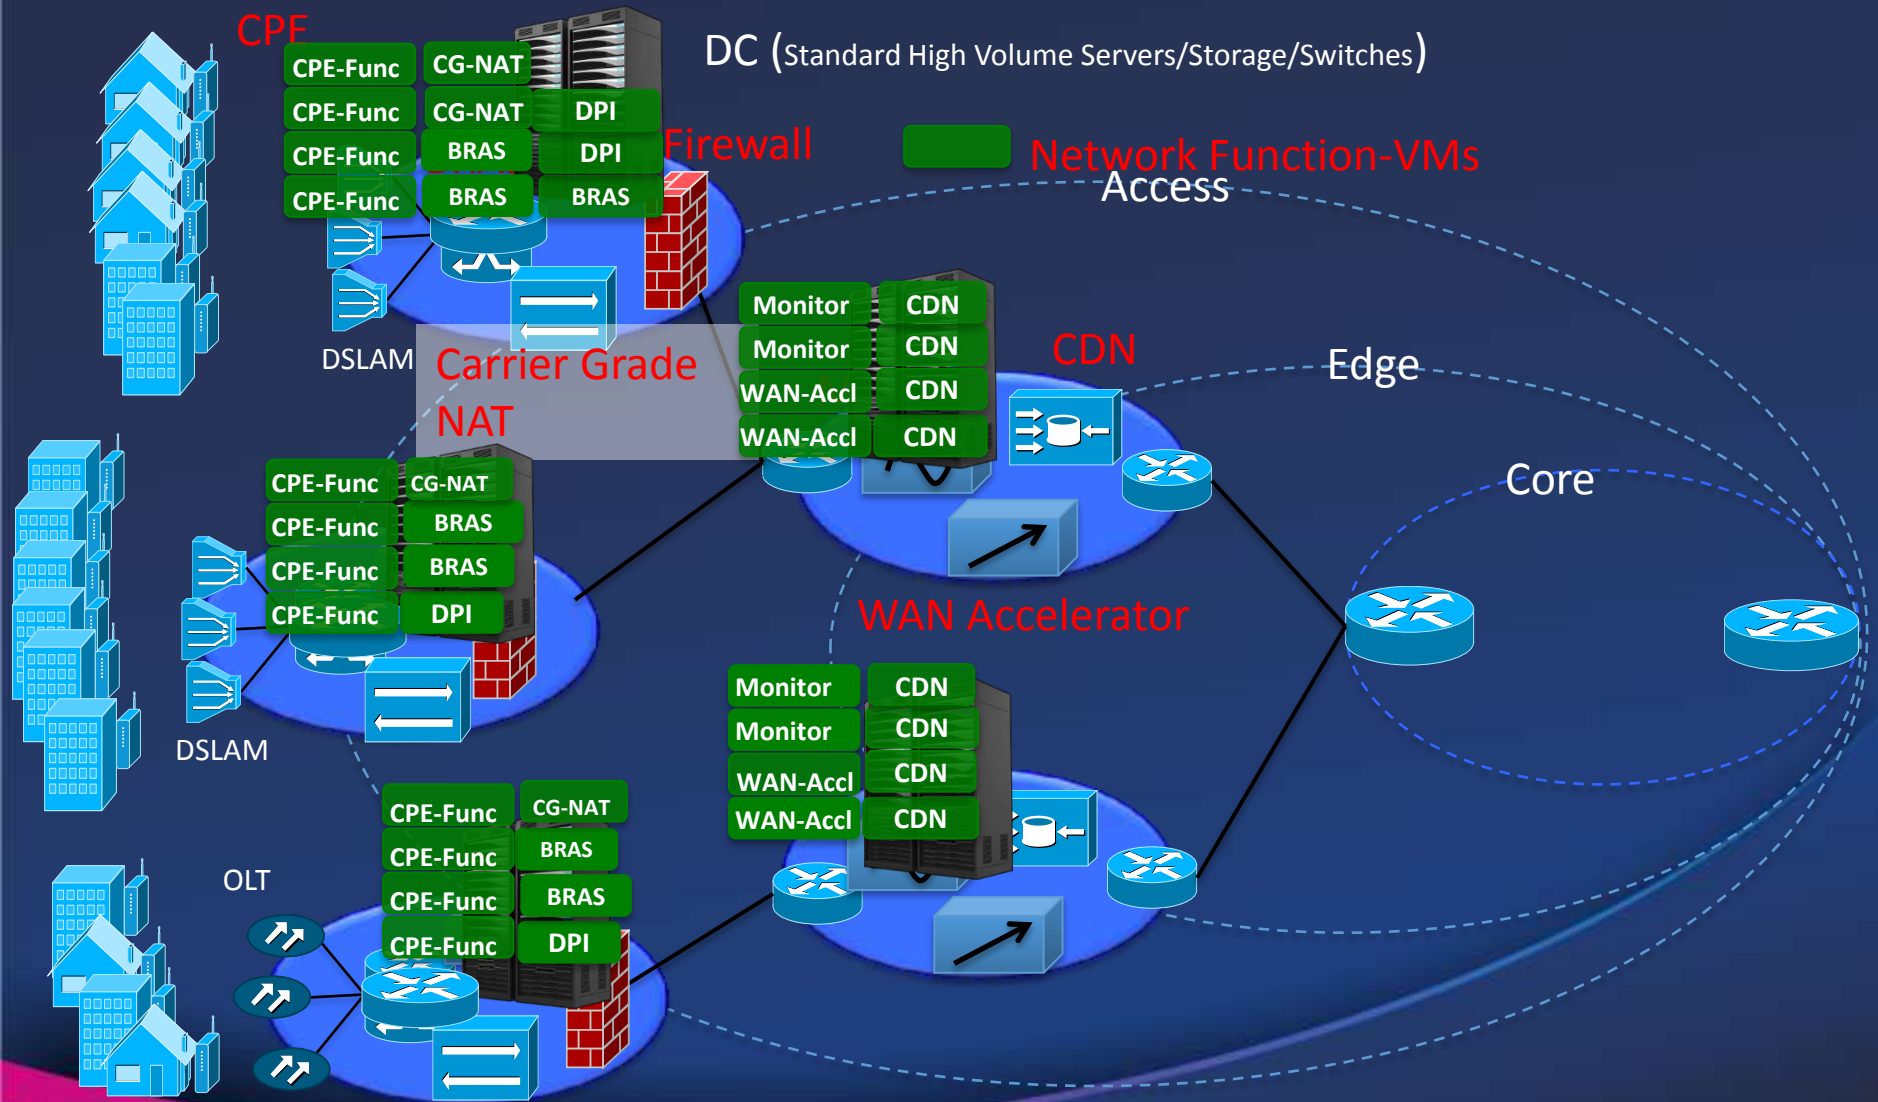 CPE
DC (Standard High Volume Servers/Storage/Switches)
CPE-Func
CG-NAT
CPE-Func
CG-NAT
DPI
CPE-Func
BRAS
DPI
CPE-Func
BRAS
BRAS
Firewall
Network Function-VMs
Access
DSLAM
Carrier Grade
NAT
Monitor
CDN
Monitor
CDN
WAN-Accl
CDN
WAN-Accl
CDN
CDN
Edge
Core
CPE-Func
CG-NAT
CPE-Func
BRAS
CPE-Func
BRAS
CPE-Func
DPI
DSLAM
WAN Accelerator
Monitor
CDN
Monitor
CDN
WAN-Accl
CDN
WAN-Accl
CDN
CPE-Func
CG-NAT
CPE-Func
BRAS
CPE-Func
BRAS
CPE-Func
DPI
OLT